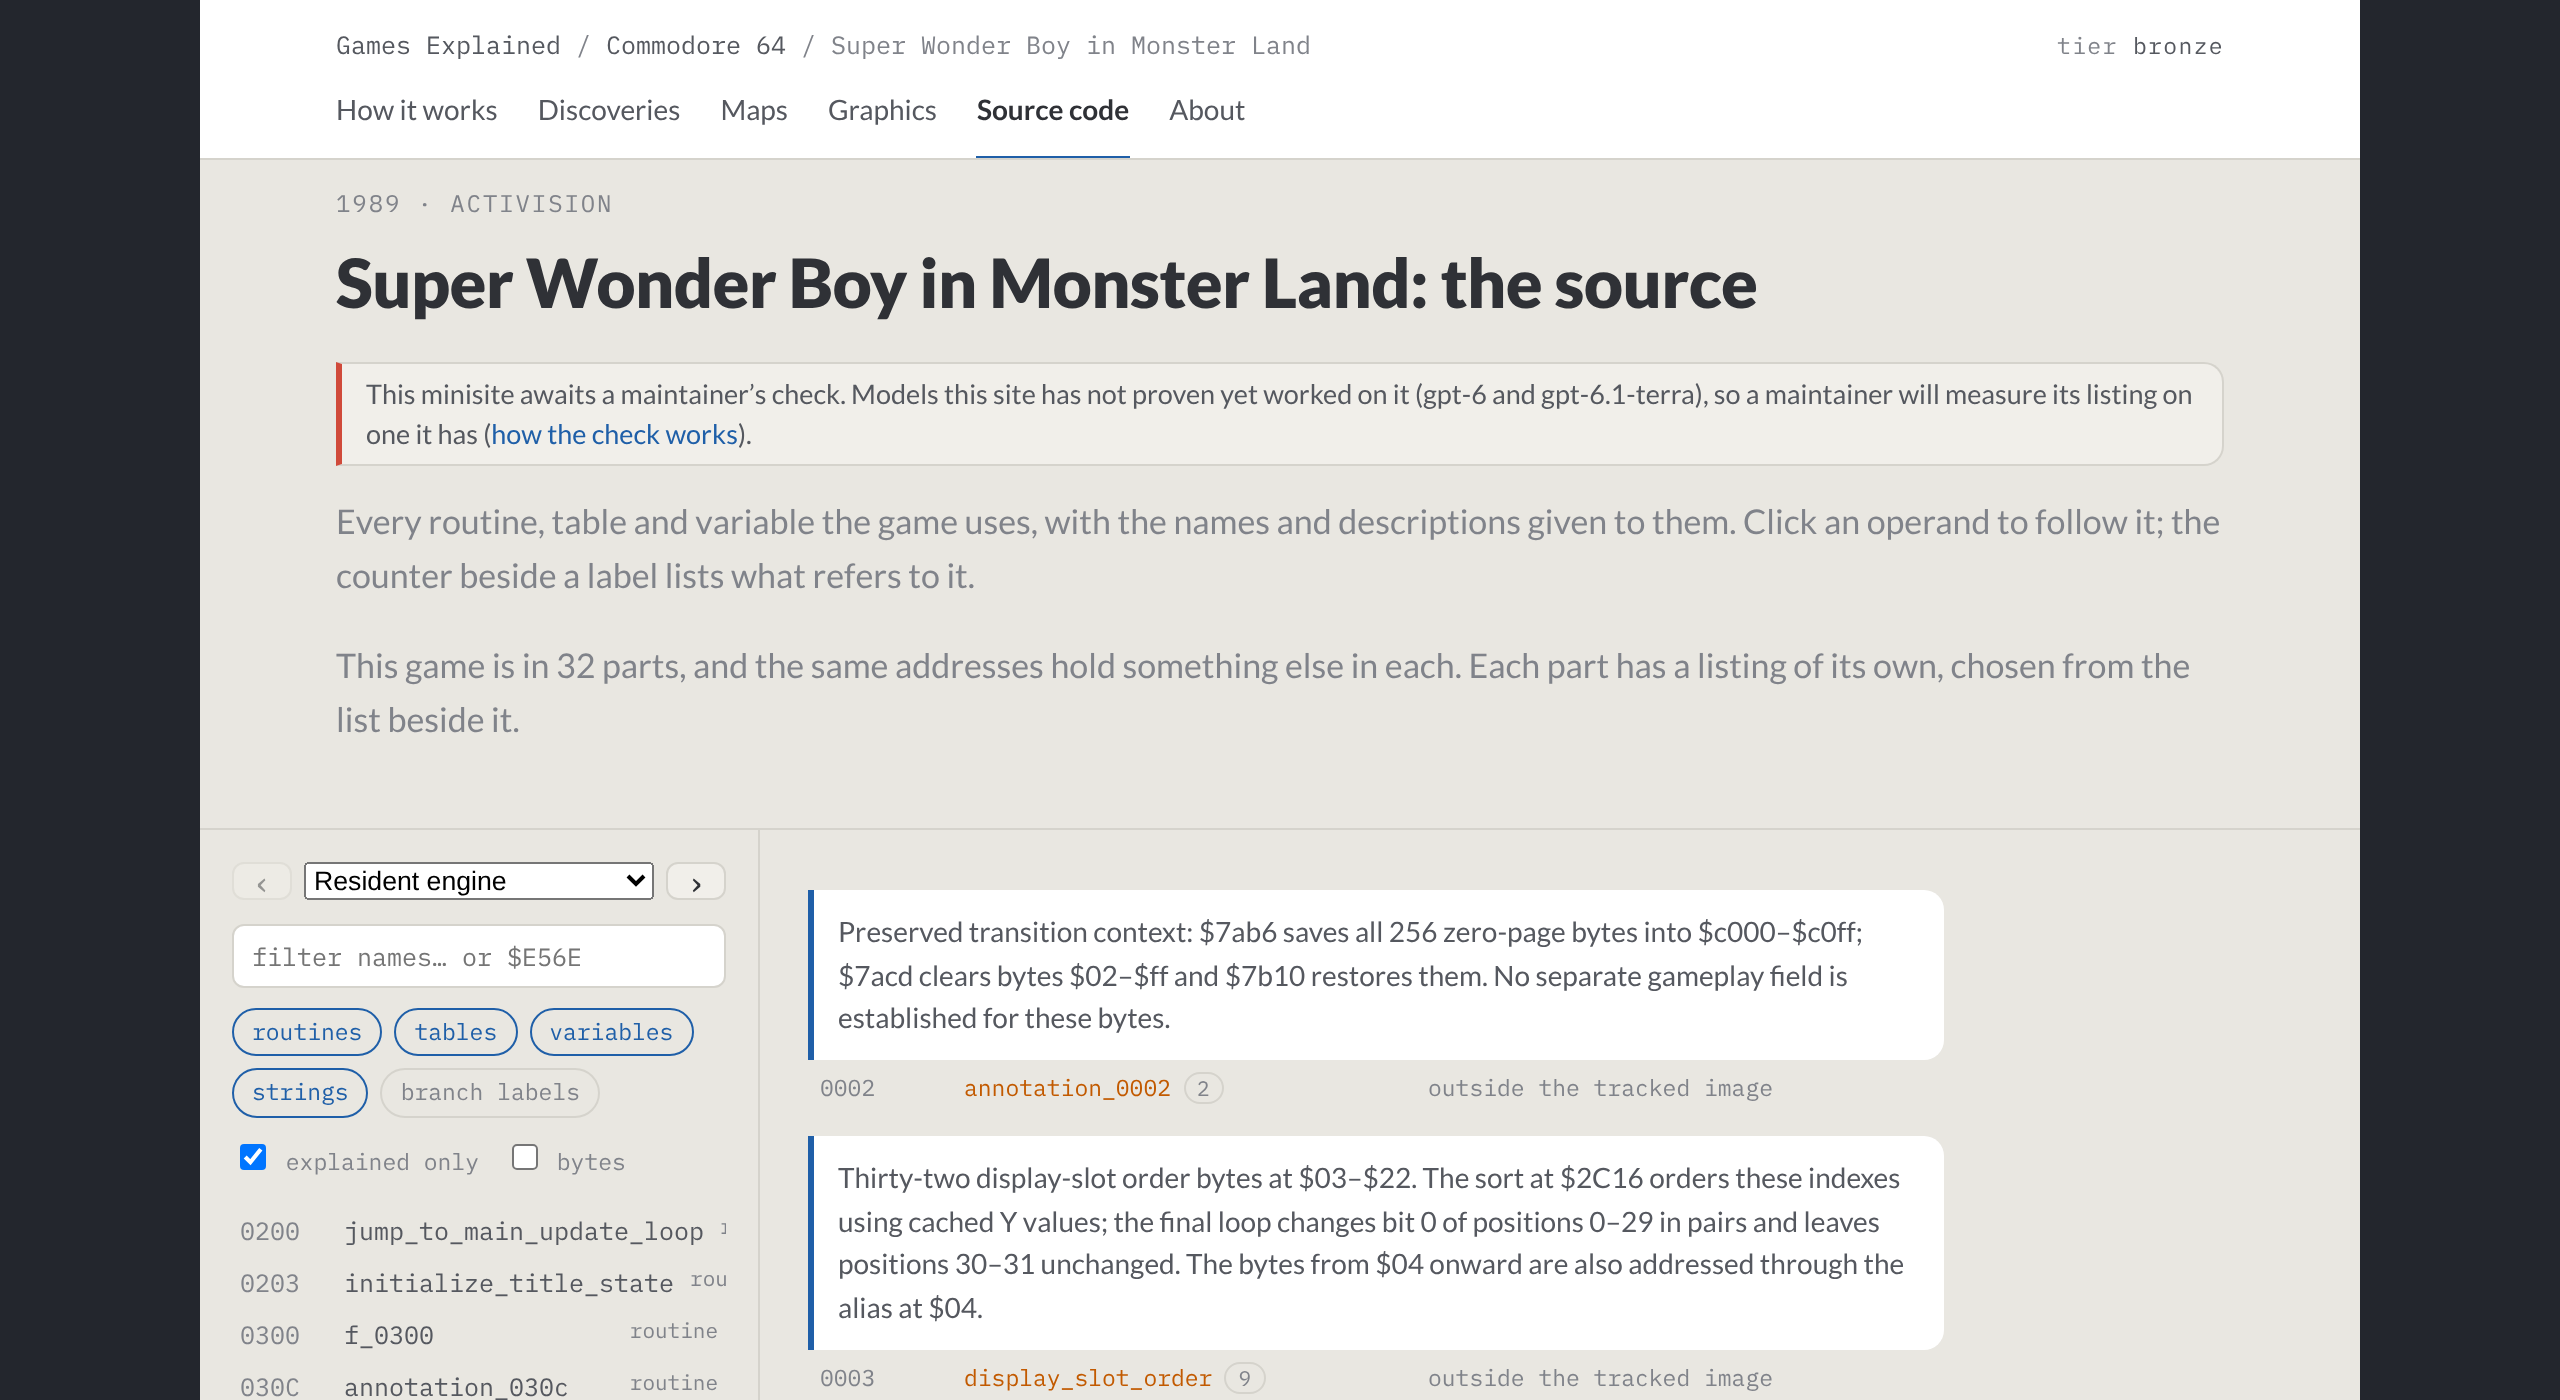 Games Explained / Commodore 64 / Super Wonder Boy in Monster Land
tier bronze
How it works Discoveries Maps Graphics Source code About
1989 · ACTIVISION
Super Wonder Boy in Monster Land: the source
This minisite awaits a maintainer’s check. Models this site has not proven yet worked on it (gpt-6 and gpt-6.1-terra), so a maintainer will measure its listing on
one it has (how the check works).
Every routine, table and variable the game uses, with the names and descriptions given to them. Click an operand to follow it; the
counter beside a label lists what refers to it.
This game is in 32 parts, and the same addresses hold something else in each. Each part has a listing of its own, chosen from the
list beside it.
‹ Resident engine ›
filter names… or $E56E
routines tables variables
strings branch labels
explained only bytes
0200 jump_to_main_update_loop
0203 initialize_title_state rou
0300 f_0300 routine
030C annotation_030c routine
Preserved transition context: $7ab6 saves all 256 zero-page bytes into $c000–$c0ff;
$7acd clears bytes $02–$ff and $7b10 restores them. No separate gameplay field is
established for these bytes.
0002 annotation_0002 2 outside the tracked image
Thirty-two display-slot order bytes at $03–$22. The sort at $2C16 orders these indexes
using cached Y values; the final loop changes bit 0 of positions 0–29 in pairs and leaves
positions 30–31 unchanged. The bytes from $04 onward are also addressed through the
alias at $04.
0003 display_slot_order 9 outside the tracked image